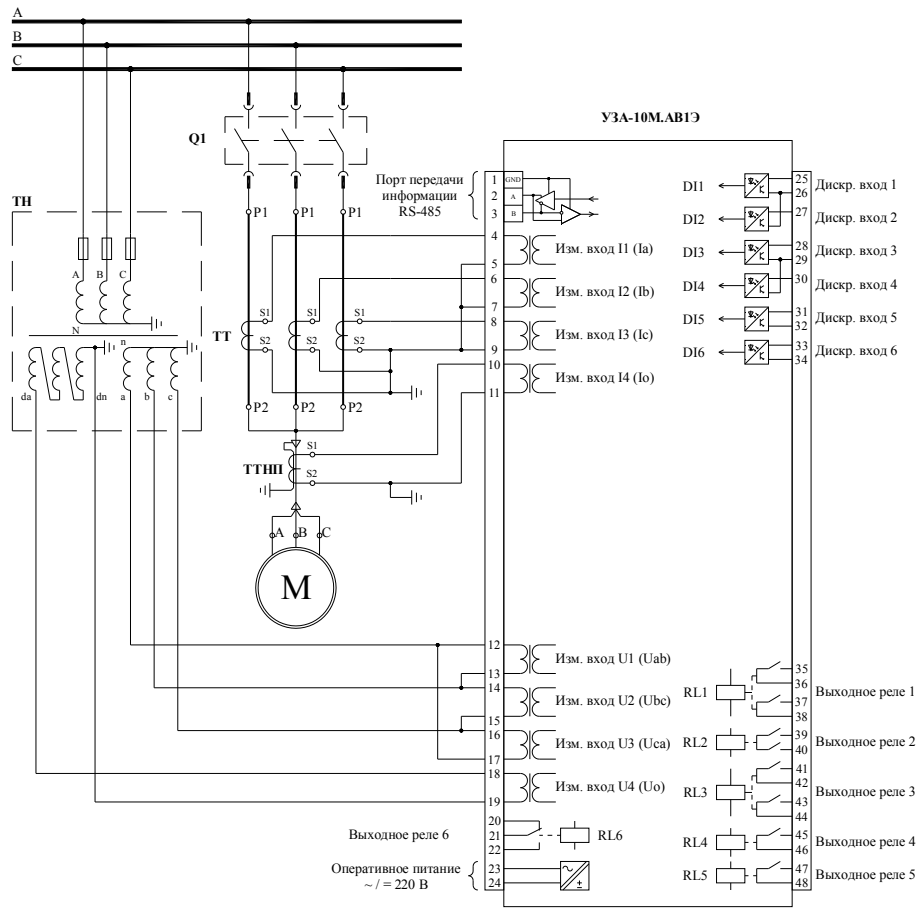 A
B
C
Q1
ТН
A
B
C
N
n
da
dn
a
b
c
P1
P1
P1
ТТ
S1
S1
S1
S2
S2
S2
P2
P2
P2
ТТНП
S1
S2
A
B
C
M
УЗА-10М.АВ1Э
Порт передачи
информации
RS-485
1
GND
2
A
3
B
4
Изм. вход I1 (Ia)
5
6
Изм. вход I2 (Ib)
7
8
Изм. вход I3 (Ic)
9
10
Изм. вход I4 (Io)
11
12
Изм. вход U1 (Uab)
13
14
Изм. вход U2 (Ubc)
15
16
Изм. вход U3 (Uca)
17
18
Изм. вход U4 (Uo)
19
20
Выходное реле 6
21
RL6
22
Оперативное питание
~ / = 220 В
23
24
DI1
25
26
Дискр. вход 1
DI2
27
Дискр. вход 2
DI3
28
29
Дискр. вход 3
DI4
30
Дискр. вход 4
DI5
31
32
Дискр. вход 5
DI6
33
34
Дискр. вход 6
RL1
35
36
37
38
Выходное реле 1
RL2
39
40
Выходное реле 2
RL3
41
42
43
44
Выходное реле 3
RL4
45
46
Выходное реле 4
RL5
47
48
Выходное реле 5